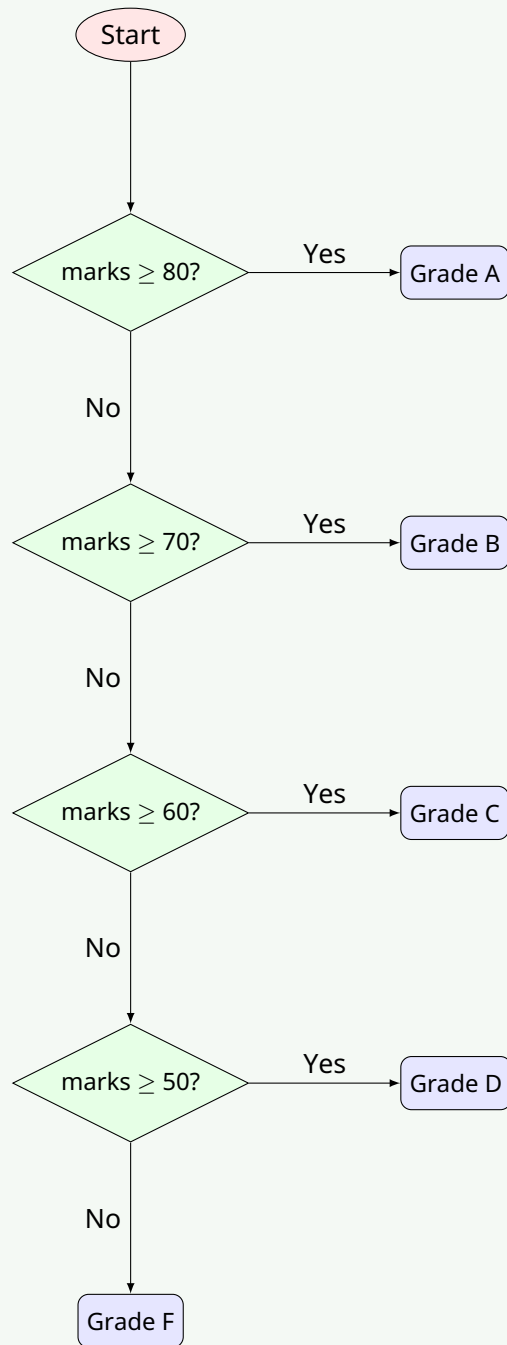 Start
marks ≥ 80?
Yes
Grade A
No
marks ≥ 70?
Yes
Grade B
No
marks ≥ 60?
Yes
Grade C
No
marks ≥ 50?
Yes
Grade D
No
Grade F